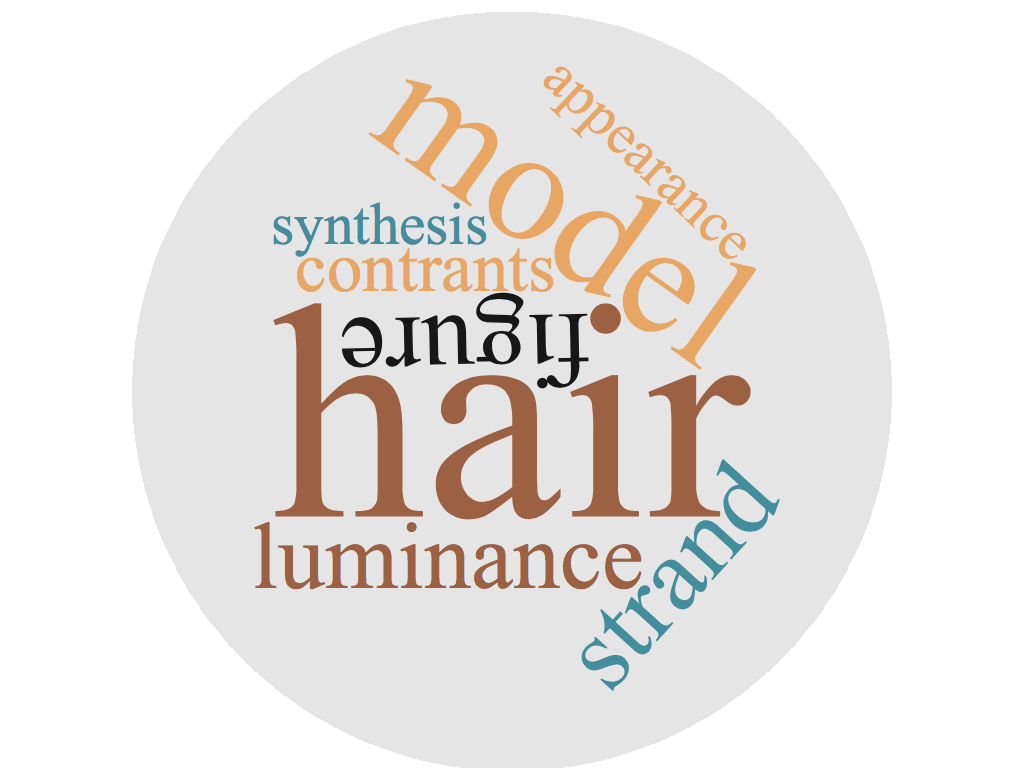 appearance
model
synthesis
contrants
figure
hair
luminance
strand